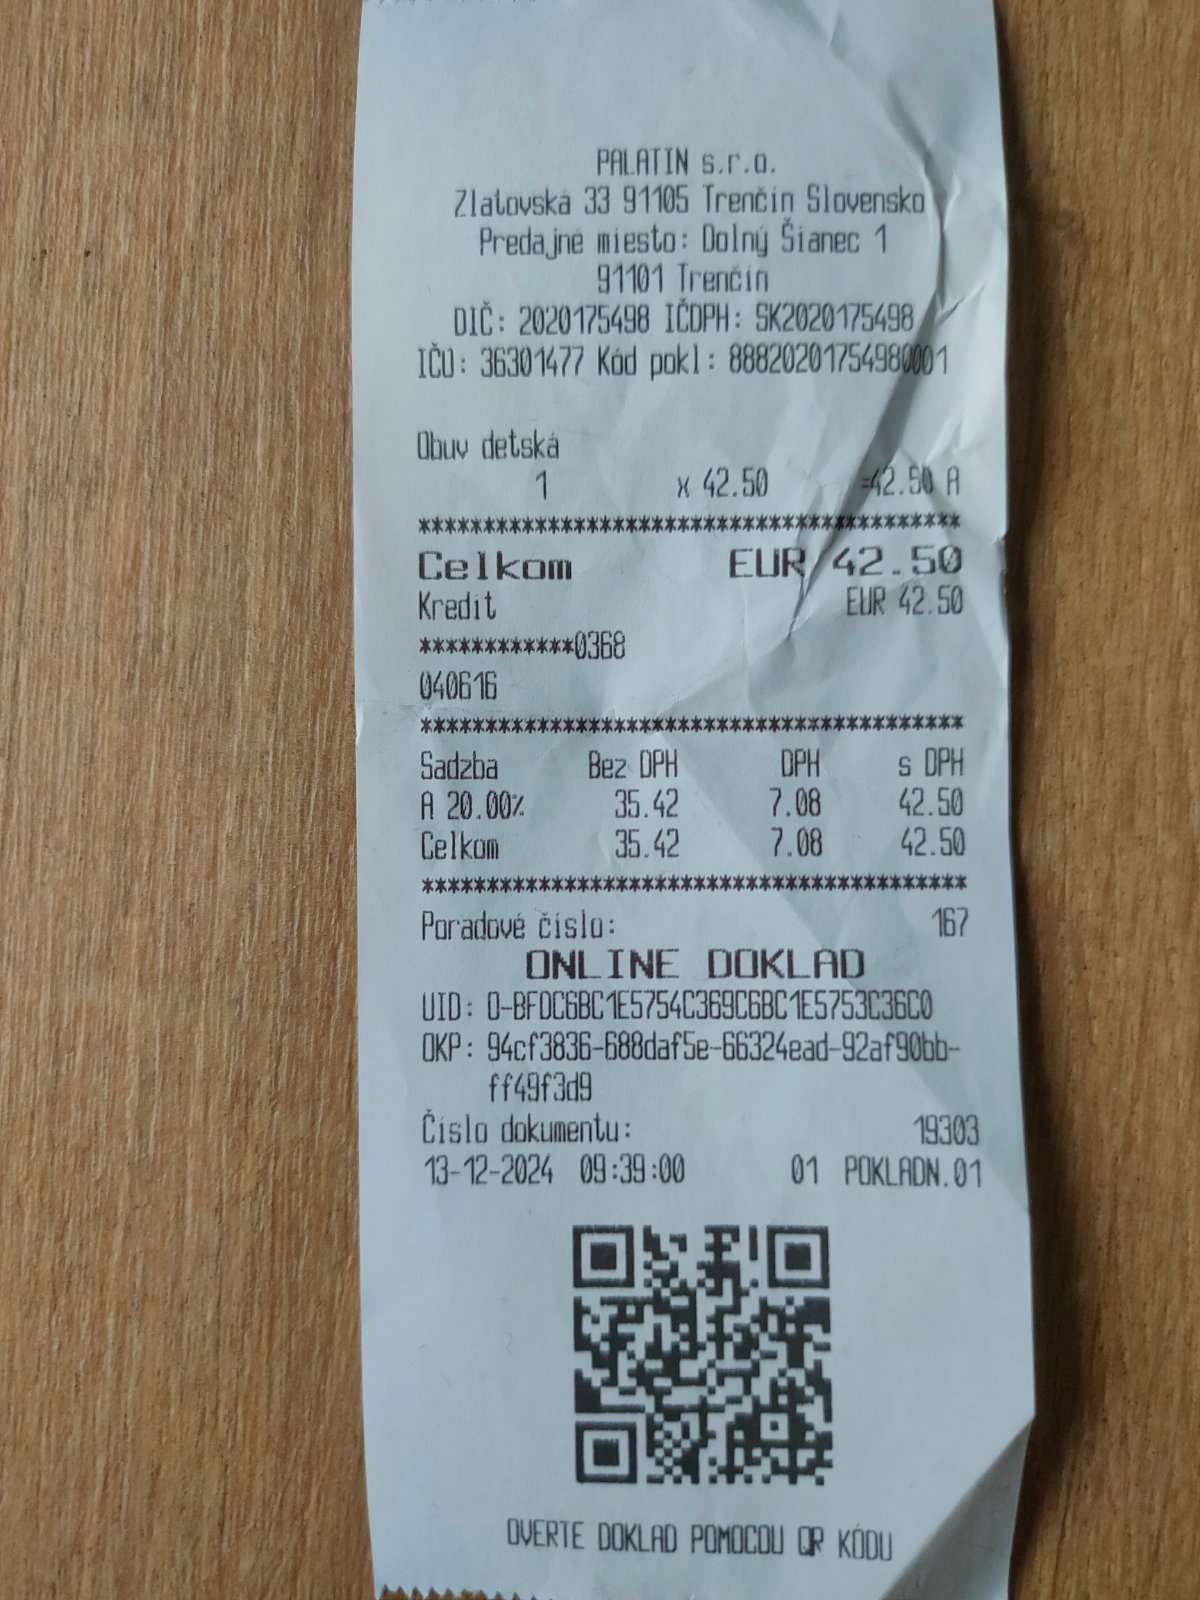 PALATIN s.r.o.
Zlatovská 33 91105 Trenčín Slovensko
Predajné miesto: Dolný Šianec 1
91101 Trenčín
DIČ: 2020175498 IČDPH: SK2020175498
IČO: 36301477 Kód pokl: 88820201754980001
Obuv detská
1 x 42.50 =42.50 A
******************************************
Celkom EUR 42.50
Kredit EUR 42.50
************0368
040616
******************************************
Sadzba Bez DPH DPH s DPH
A 20.00% 35.42 7.08 42.50
Celkom 35.42 7.08 42.50
******************************************
Poradové číslo: 167
ONLINE DOKLAD
UID: O-BFDC6BC1E5754C369C6BC1E5753C36C0
OKP: 94cf3836-688daf5e-66324ead-92af90bb-
ff49f3d9
Číslo dokumentu: 19303
13-12-2024 09:39:00 01 POKLADN.01
OVERTE DOKLAD POMOCOU QR KÓDU